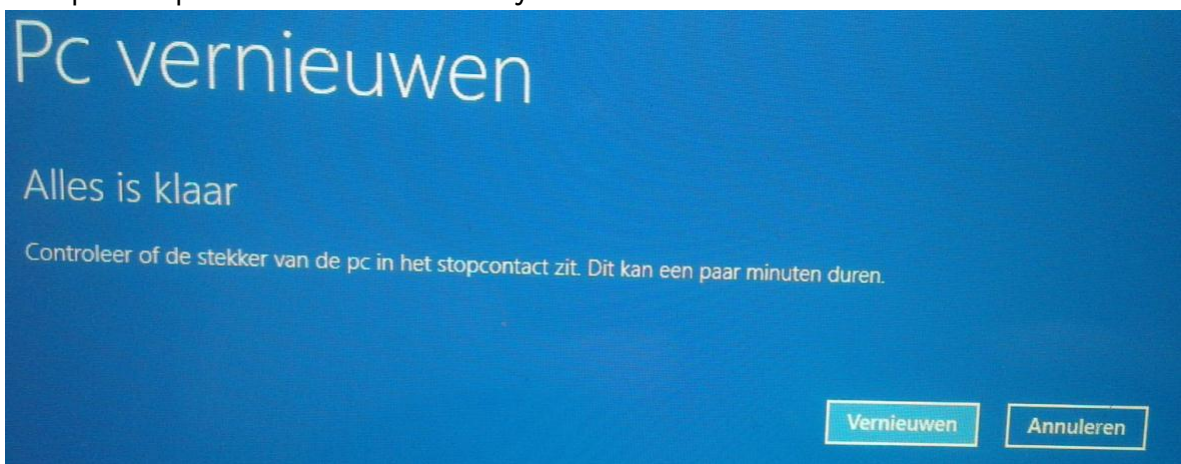 Pc vernieuwen
Alles is klaar
Controleer of de stekker van de pc in het stopcontact zit. Dit kan een paar minuten duren.
Vernieuwen
Annuleren